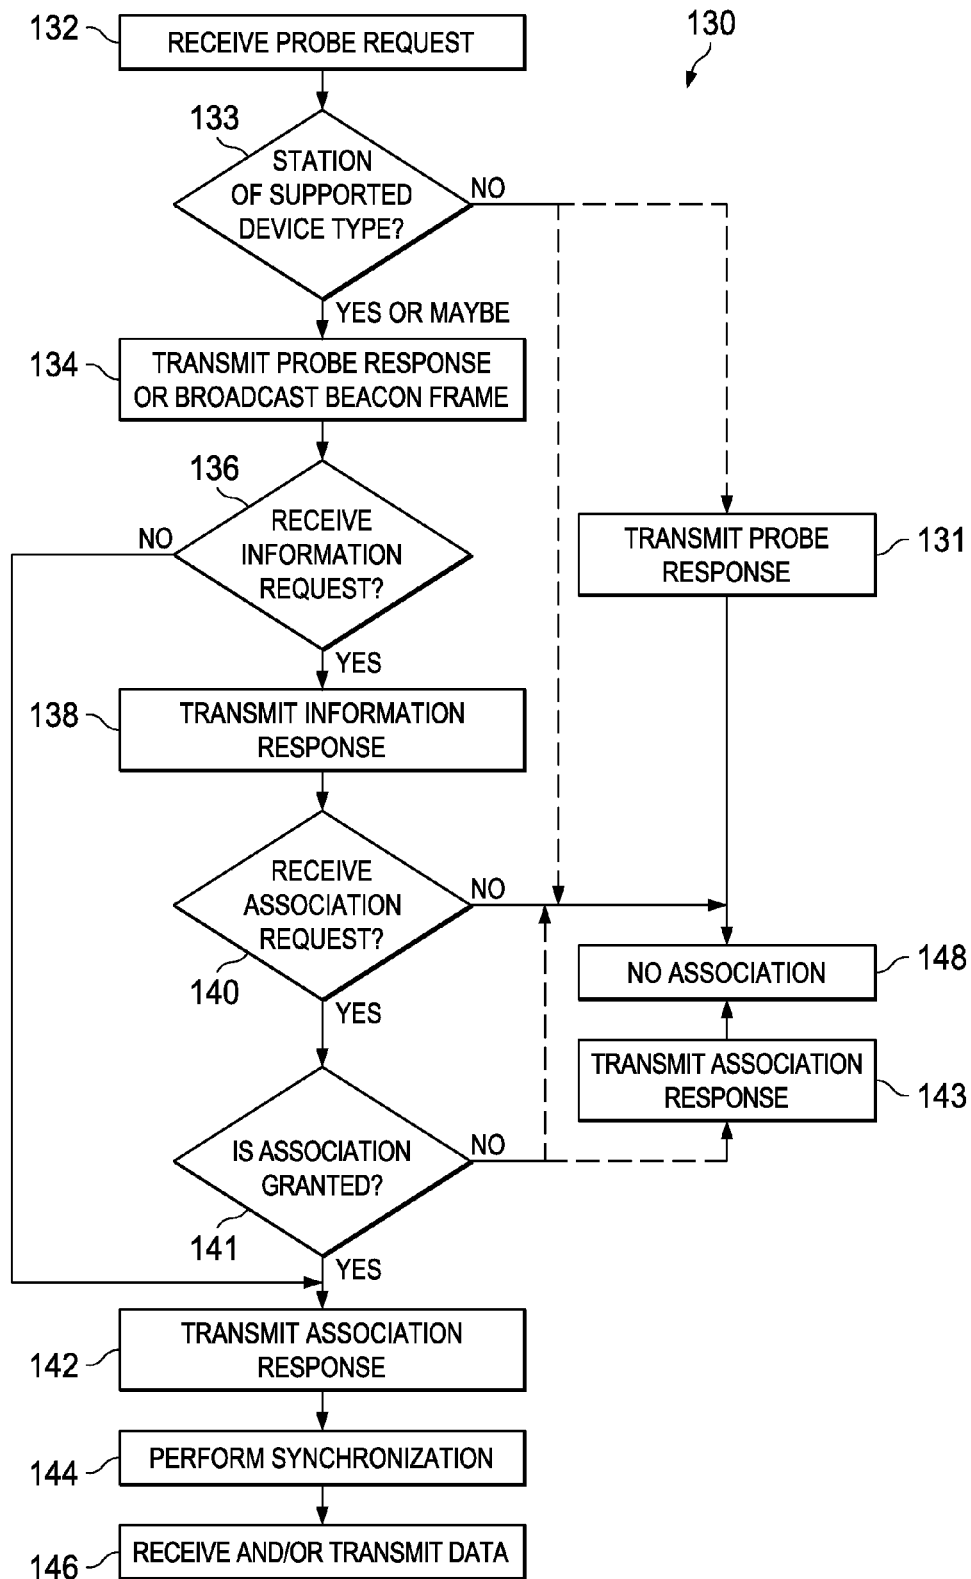 132
RECEIVE PROBE REQUEST
130
133
STATION
OF SUPPORTED
DEVICE TYPE?
NO
YES OR MAYBE
134
TRANSMIT PROBE RESPONSE
OR BROADCAST BEACON FRAME
136
NO
RECEIVE
INFORMATION
REQUEST?
TRANSMIT PROBE
RESPONSE
131
YES
138
TRANSMIT INFORMATION
RESPONSE
RECEIVE
ASSOCIATION
REQUEST?
NO
140
YES
NO ASSOCIATION
148
TRANSMIT ASSOCIATION
RESPONSE
143
IS ASSOCIATION
GRANTED?
NO
141
YES
142
TRANSMIT ASSOCIATION
RESPONSE
144
PERFORM SYNCHRONIZATION
146
RECEIVE AND/OR TRANSMIT DATA